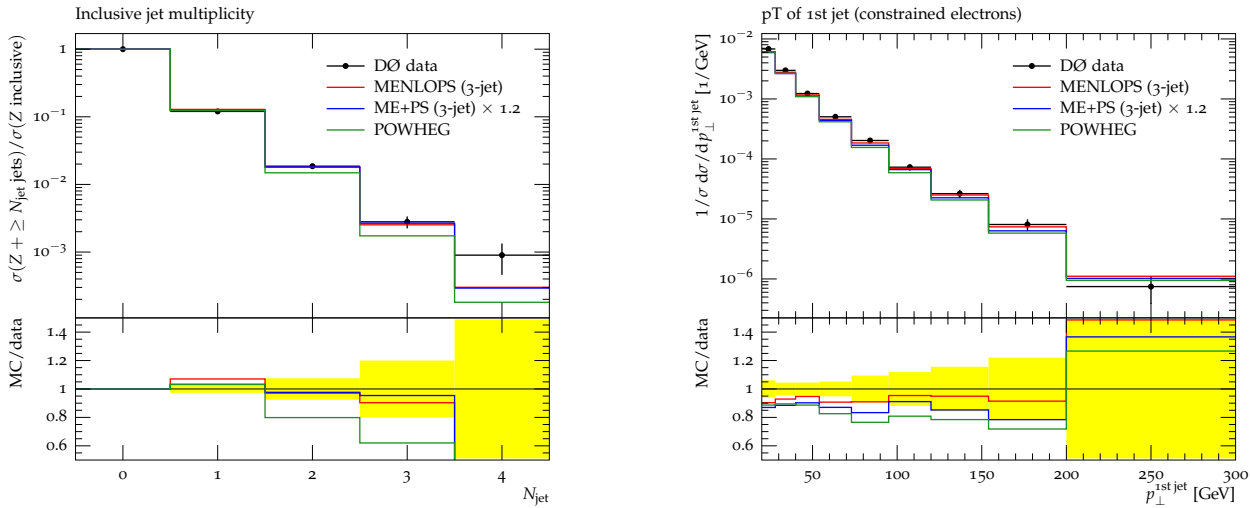 Inclusive jet multiplicity
σ(Z + ≥ N_jet jets)/σ(Z inclusive)
1
10^−1
10^−2
10^−3
DØ data
MENLOPS (3-jet)
ME+PS (3-jet) × 1.2
POWHEG
MC/data
1.4
1.2
1
0.8
0.6
0 1 2 3 4
N_jet
pT of 1st jet (constrained electrons)
1/σ dσ/dp_⊥^1st jet [1/GeV]
10^−2
10^−3
10^−4
10^−5
10^−6
DØ data
MENLOPS (3-jet)
ME+PS (3-jet) × 1.2
POWHEG
MC/data
1.4
1.2
1
0.8
0.6
50 100 150 200 250 300
p_⊥^1st jet [GeV]